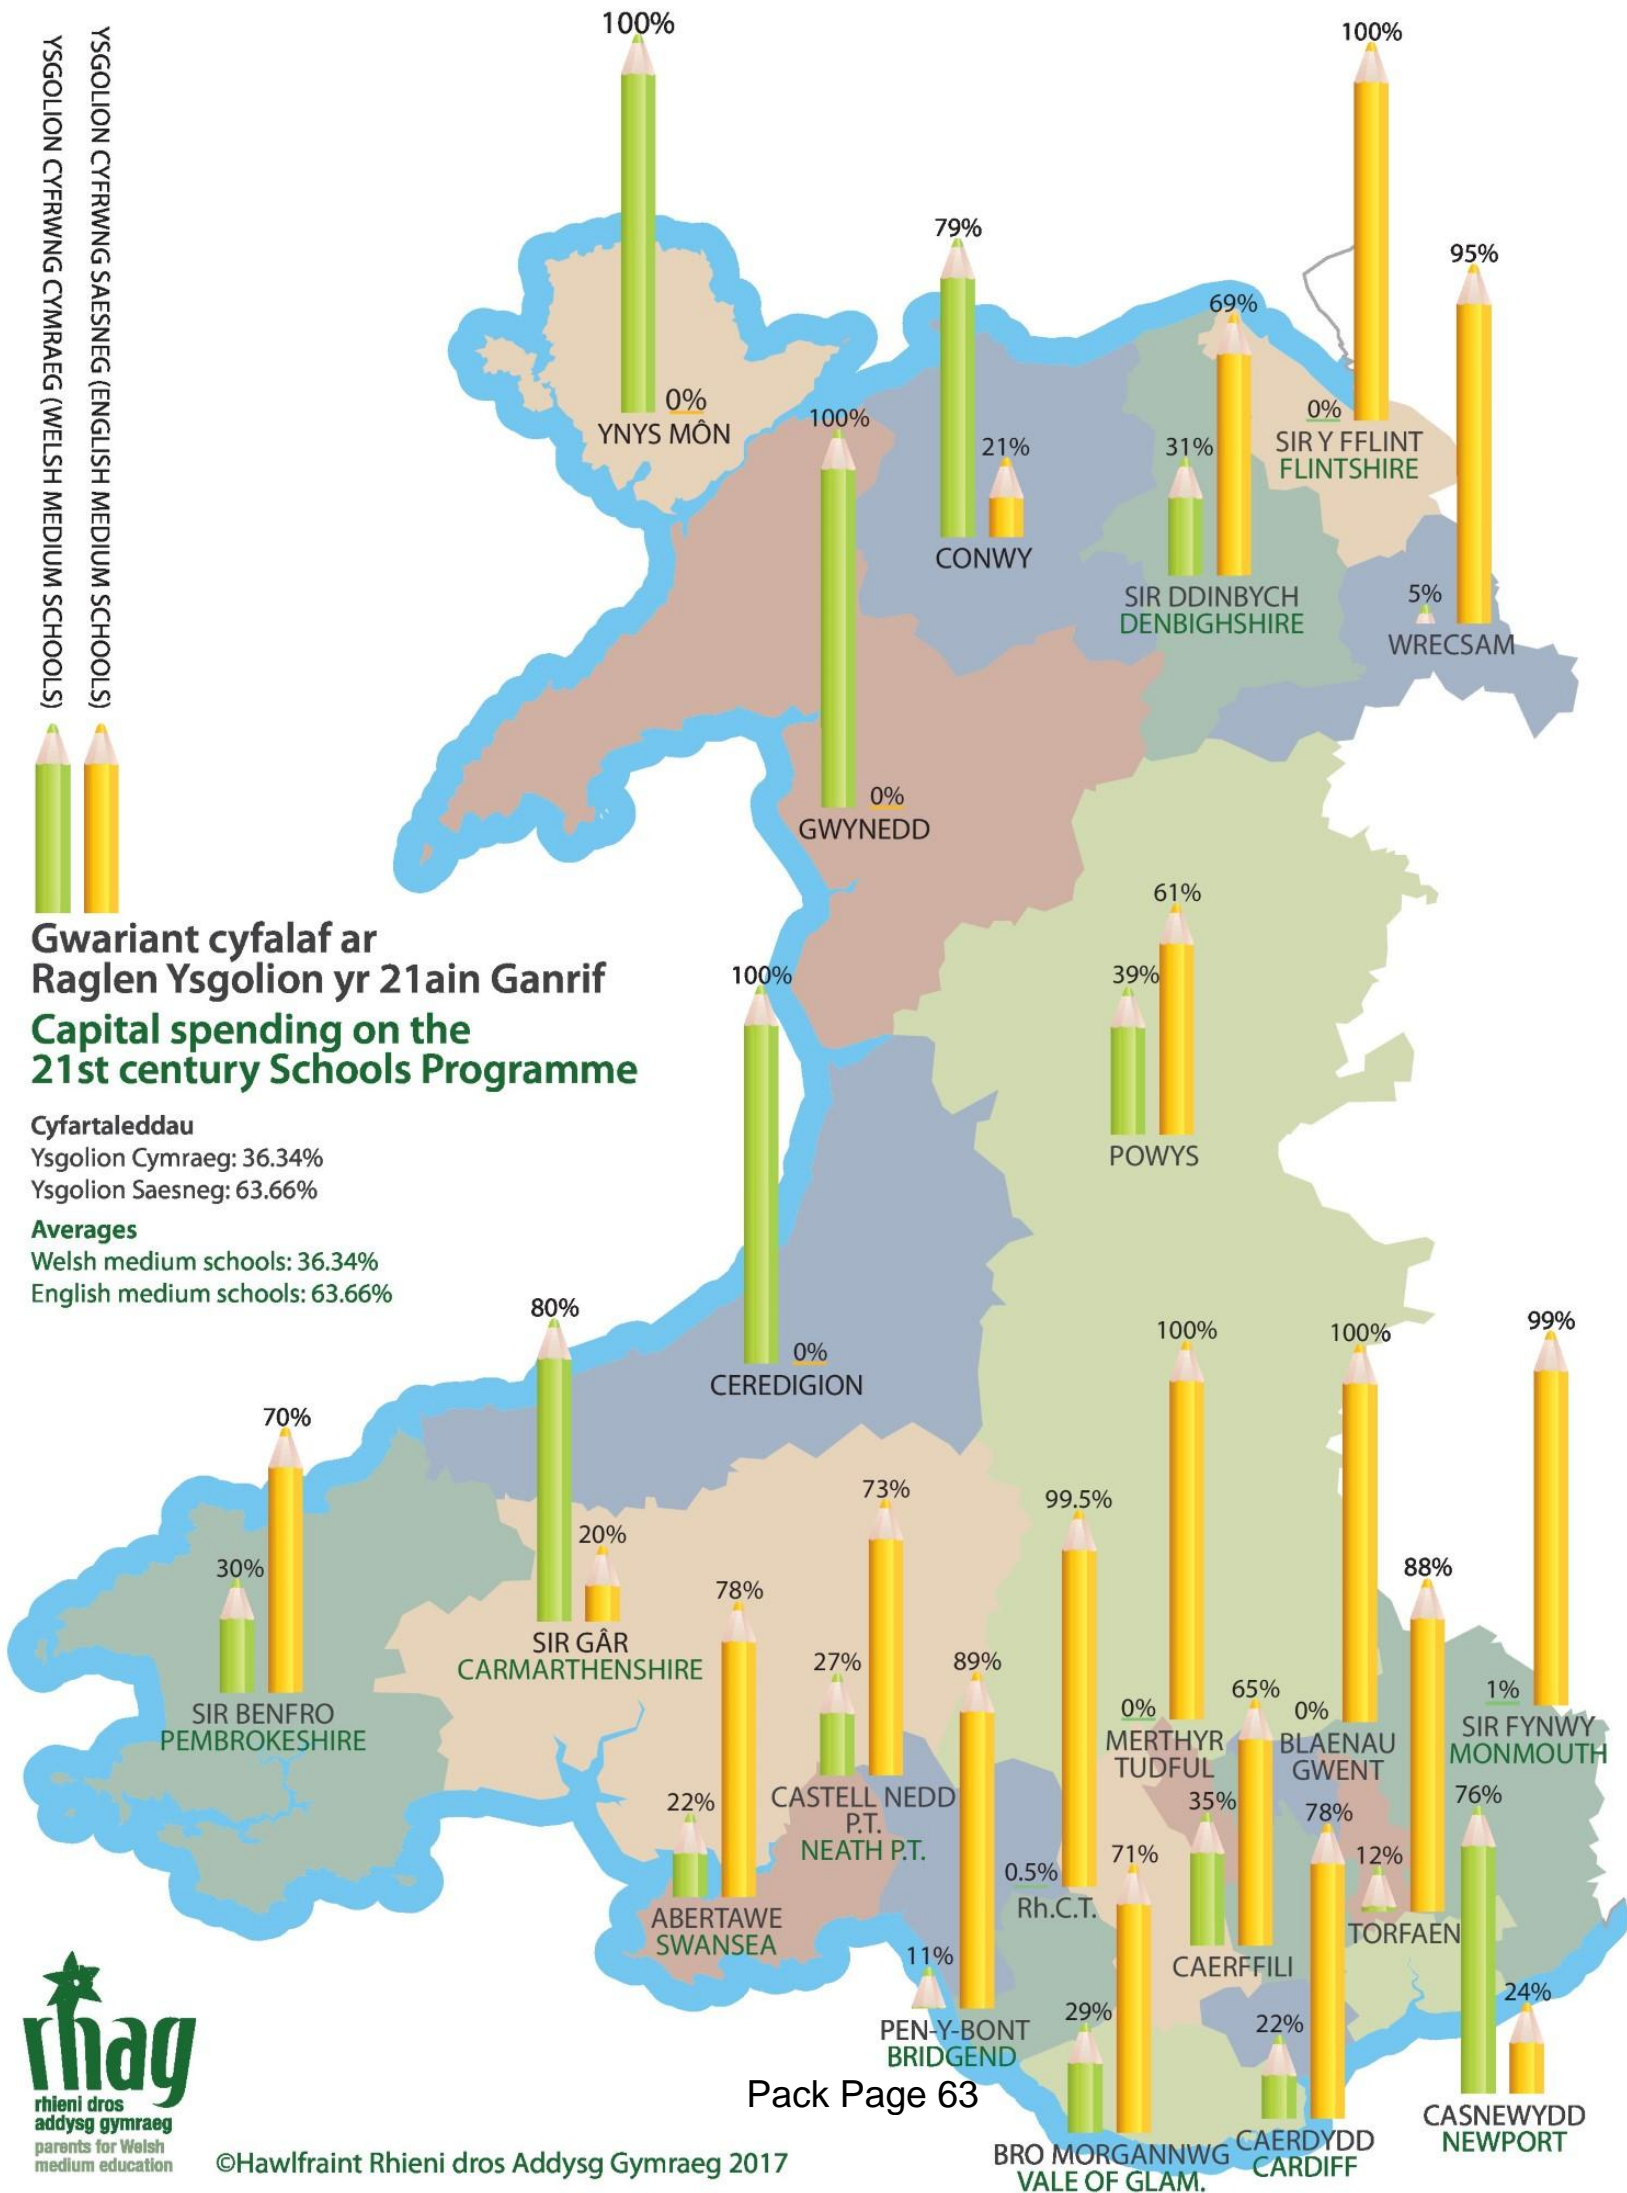 YSGOLION CYFRWNG SAESNEG (ENGLISH MEDIUM SCHOOLS)
YSGOLION CYFRWNG CYMRAEG (WELSH MEDIUM SCHOOLS)
100%
0%
YNYS MÔN
100%
0%
SIR Y FFLINT
FLINTSHIRE
79%
21%
CONWY
69%
31%
SIR DDINBYCH
DENBIGHSHIRE
95%
5%
WRECSAM
100%
0%
GWYNEDD
61%
39%
POWYS
Gwariant cyfalaf ar
Raglen Ysgolion yr 21ain Ganrif
Capital spending on the
21st century Schools Programme
Cyfartaleddau
Ysgolion Cymraeg: 36.34%
Ysgolion Saesneg: 63.66%
Averages
Welsh medium schools: 36.34%
English medium schools: 63.66%
100%
0%
CEREDIGION
80%
20%
SIR GÂR
CARMARTHENSHIRE
70%
30%
SIR BENFRO
PEMBROKESHIRE
78%
22%
ABERTAWE
SWANSEA
73%
27%
CASTELL NEDD
P.T.
NEATH P.T.
89%
11%
PEN-Y-BONT
BRIDGEND
99.5%
0.5%
Rh.C.T.
100%
0%
MERTHYR
TUDFUL
65%
35%
CAERFFILI
100%
0%
BLAENAU
GWENT
88%
12%
TORFAEN
99%
1%
SIR FYNWY
MONMOUTH
71%
29%
BRO MORGANNWG
VALE OF GLAM.
78%
22%
CAERDYDD
CARDIFF
76%
24%
CASNEWYDD
NEWPORT
rhag
rhieni dros
addysg gymraeg
parents for Welsh
medium education
©Hawlfraint Rhieni dros Addysg Gymraeg 2017
Pack Page 63